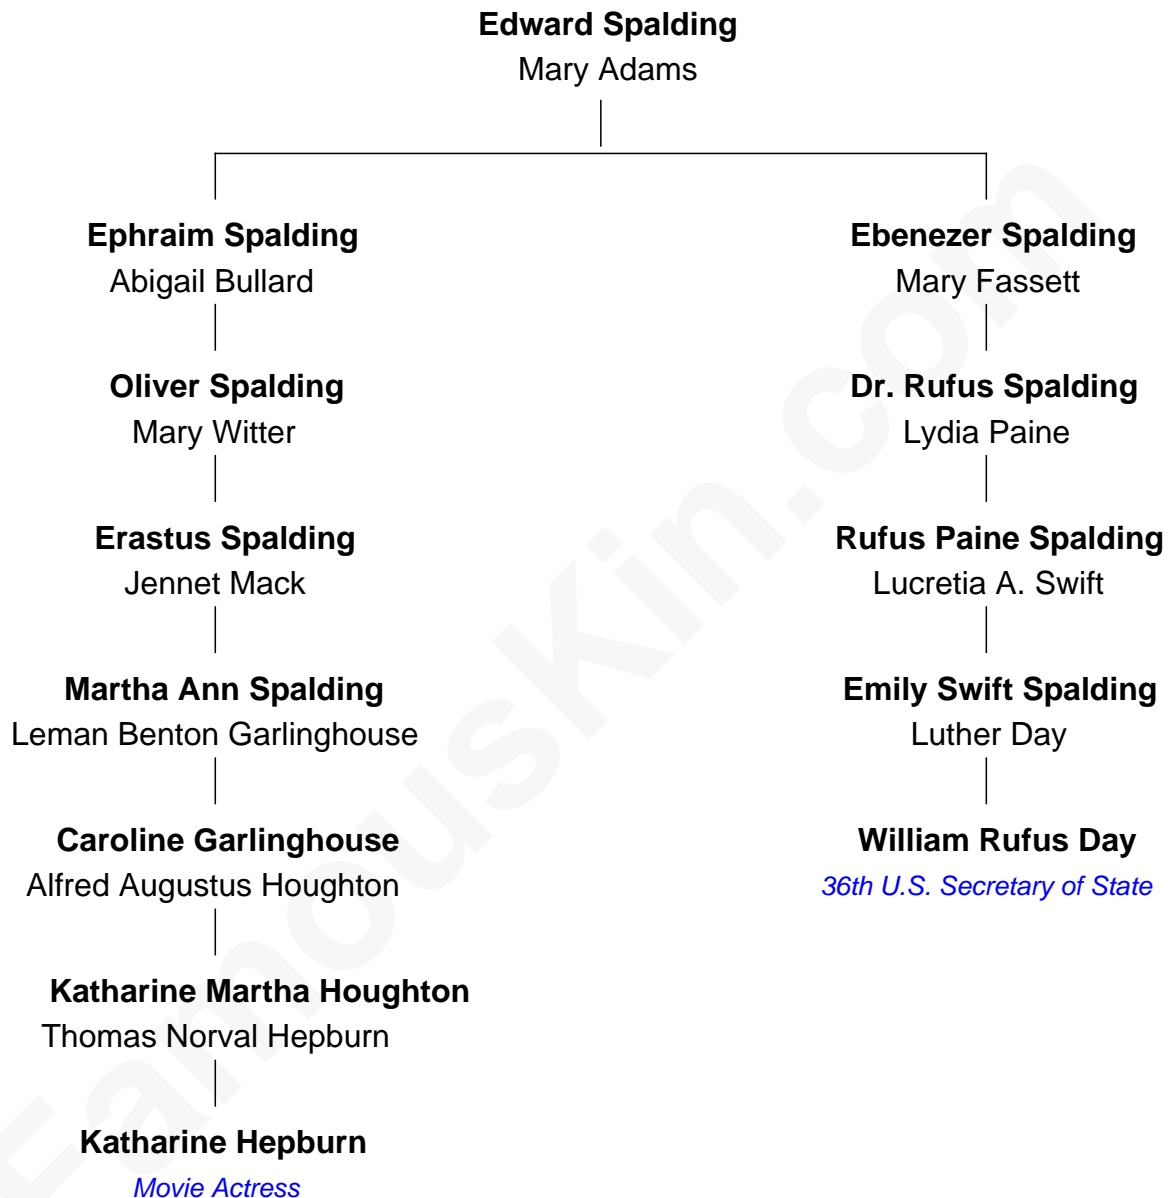 Edward Spalding
Mary Adams
Ephraim Spalding
Abigail Bullard
Ebenezer Spalding
Mary Fassett
Oliver Spalding
Mary Witter
Dr. Rufus Spalding
Lydia Paine
Erastus Spalding
Jennet Mack
Rufus Paine Spalding
Lucretia A. Swift
Martha Ann Spalding
Leman Benton Garlinghouse
Emily Swift Spalding
Luther Day
Caroline Garlinghouse
Alfred Augustus Houghton
William Rufus Day
36th U.S. Secretary of State
Katharine Martha Houghton
Thomas Norval Hepburn
Katharine Hepburn
Movie Actress
FamousKin.com